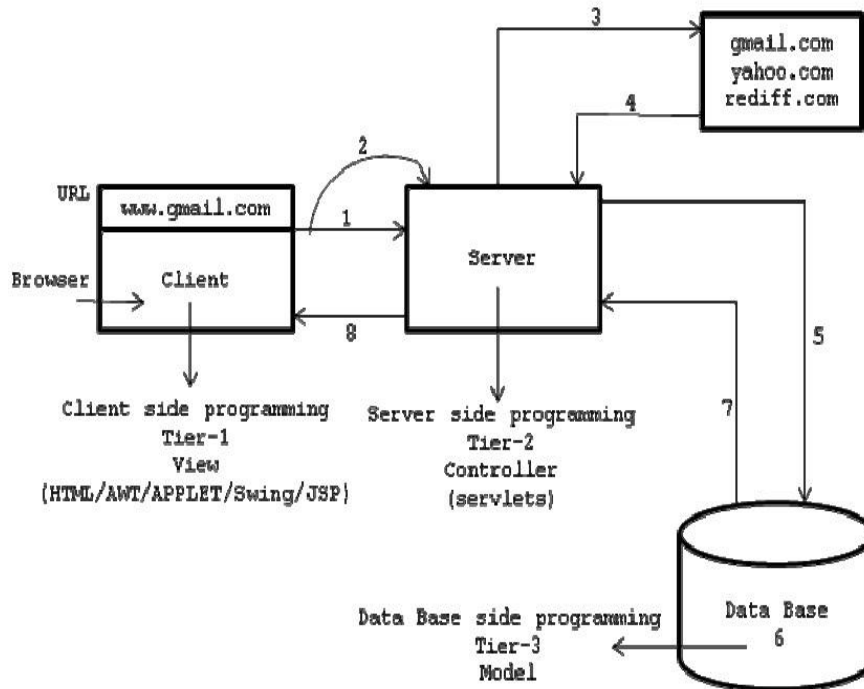 3
gmail.com
yahoo.com
rediff.com
4
2
URL
www.gmail.com
1
Server
Browser
Client
8
5
7
Client side programming
Tier-1
View
(HTML/AWT/APPLET/Swing/JSP)
Server side programming
Tier-2
Controller
(servlets)
Data Base
6
Data Base side programming
Tier-3
Model